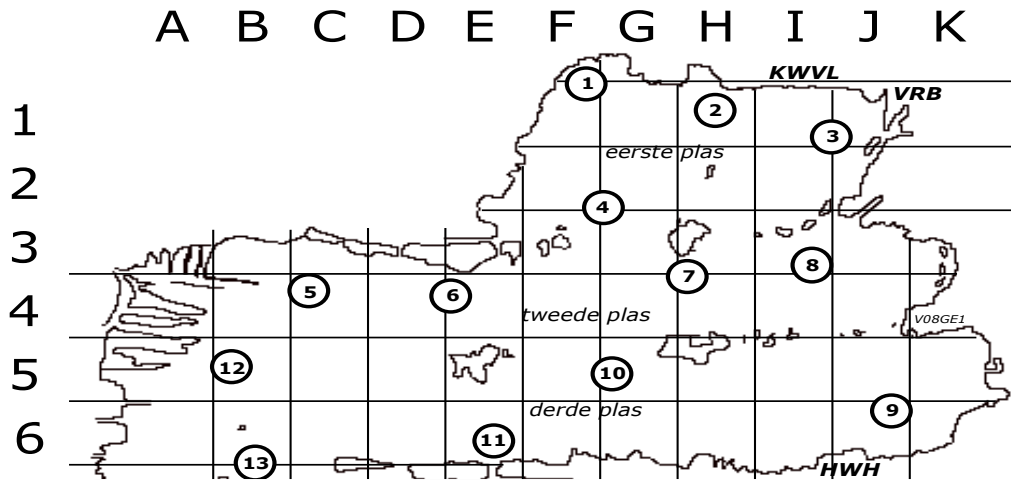 A B C D E F G H I J K
KWVL
1
VRB
1 2 3
eerste plas
2
4
3
7 8
5 6
4
tweede plas
V08GE1
12 10
5
derde plas
9
6
11
13
HWH